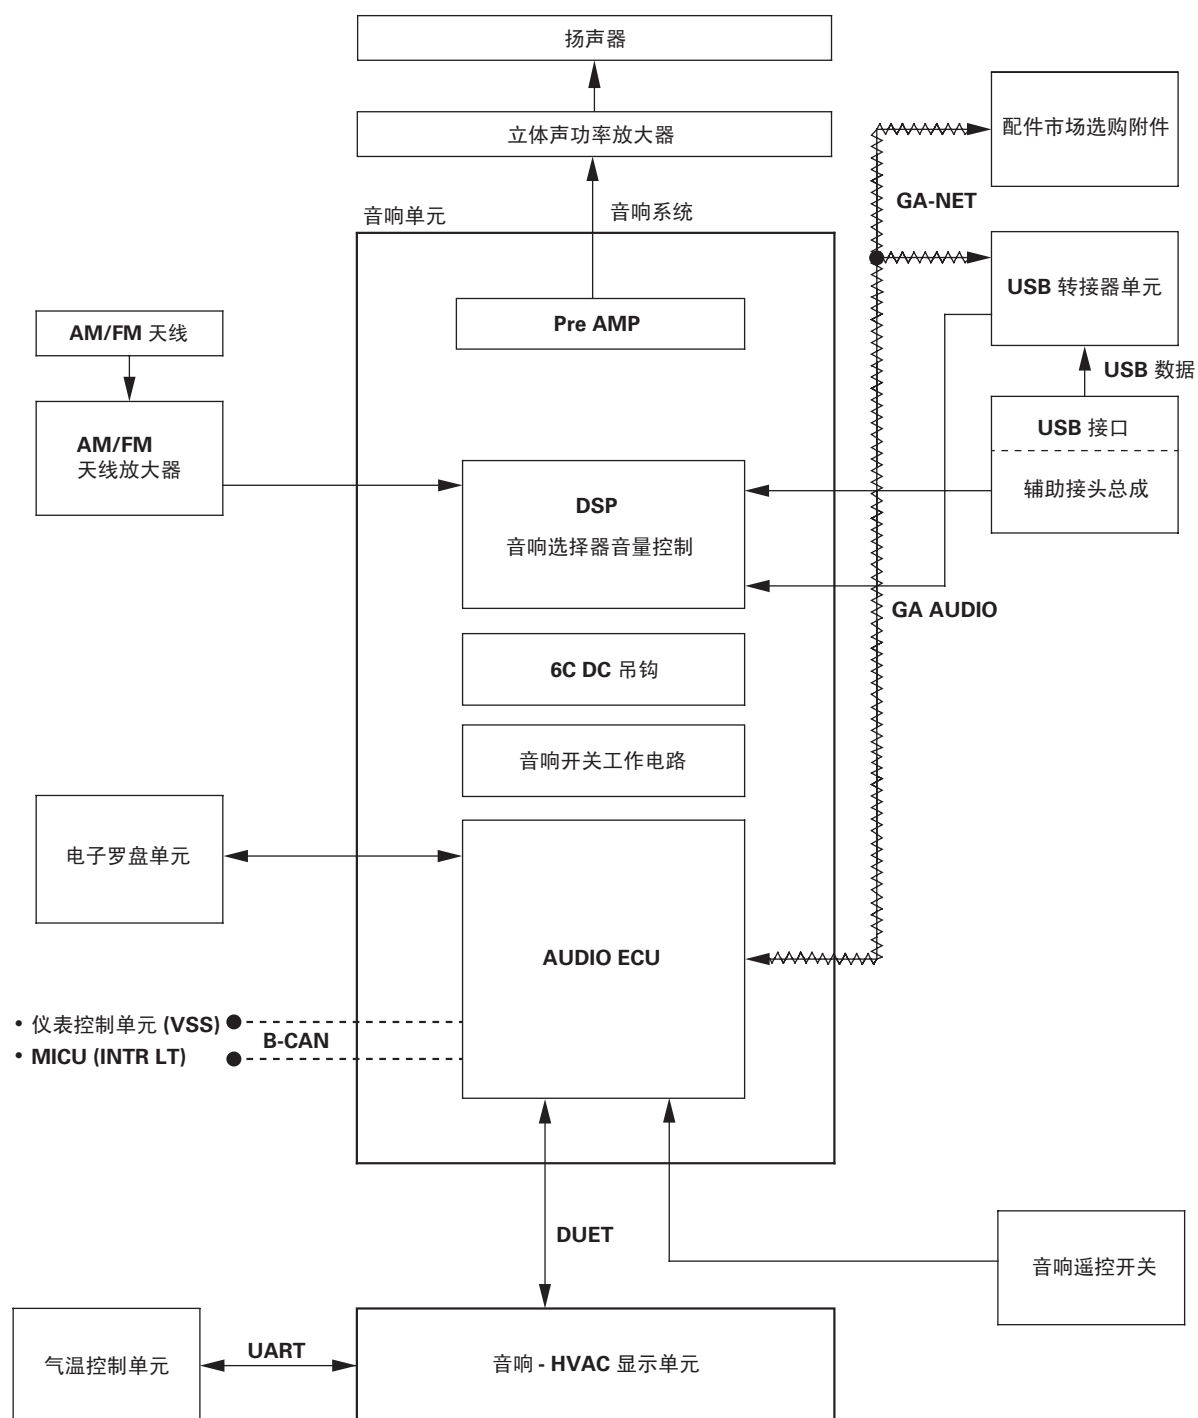 扬声器
立体声功率放大器
配件市场选购附件
GA-NET
音响单元
音响系统
USB 转接器单元
Pre AMP
AM/FM 天线
USB 数据
USB 接口
AM/FM
天线放大器
辅助接头总成
DSP
音响选择器音量控制
GA AUDIO
6C DC 吊钩
音响开关工作电路
电子罗盘单元
AUDIO ECU
• 仪表控制单元 (VSS)
B-CAN
• MICU (INTR LT)
DUET
音响遥控开关
UART
气温控制单元
音响 - HVAC 显示单元